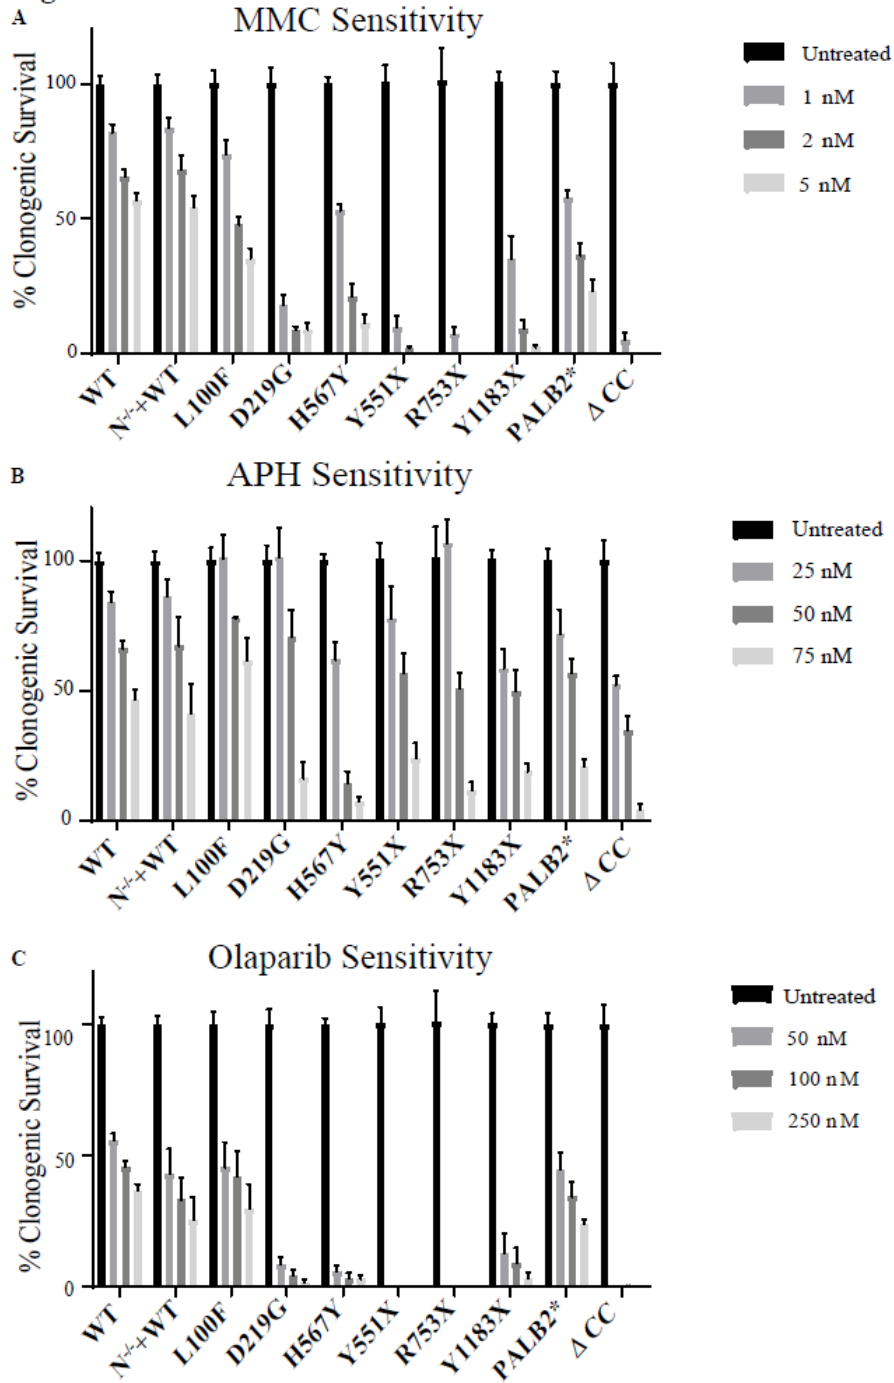 A
MMC Sensitivity
% Clonogenic Survival
100
50
0
WT
N-/-+WT
L100F
D219G
H567Y
Y551X
R753X
Y1183X
PALB2*
Δ CC
Untreated
1 nM
2 nM
5 nM
B
APH Sensitivity
% Clonogenic Survival
100
50
0
WT
N-/-+WT
L100F
D219G
H567Y
Y551X
R753X
Y1183X
PALB2*
Δ CC
Untreated
25 nM
50 nM
75 nM
C
Olaparib Sensitivity
% Clonogenic Survival
100
50
0
WT
N-/-+WT
L100F
D219G
H567Y
Y551X
R753X
Y1183X
PALB2*
Δ CC
Untreated
50 nM
100 nM
250 nM